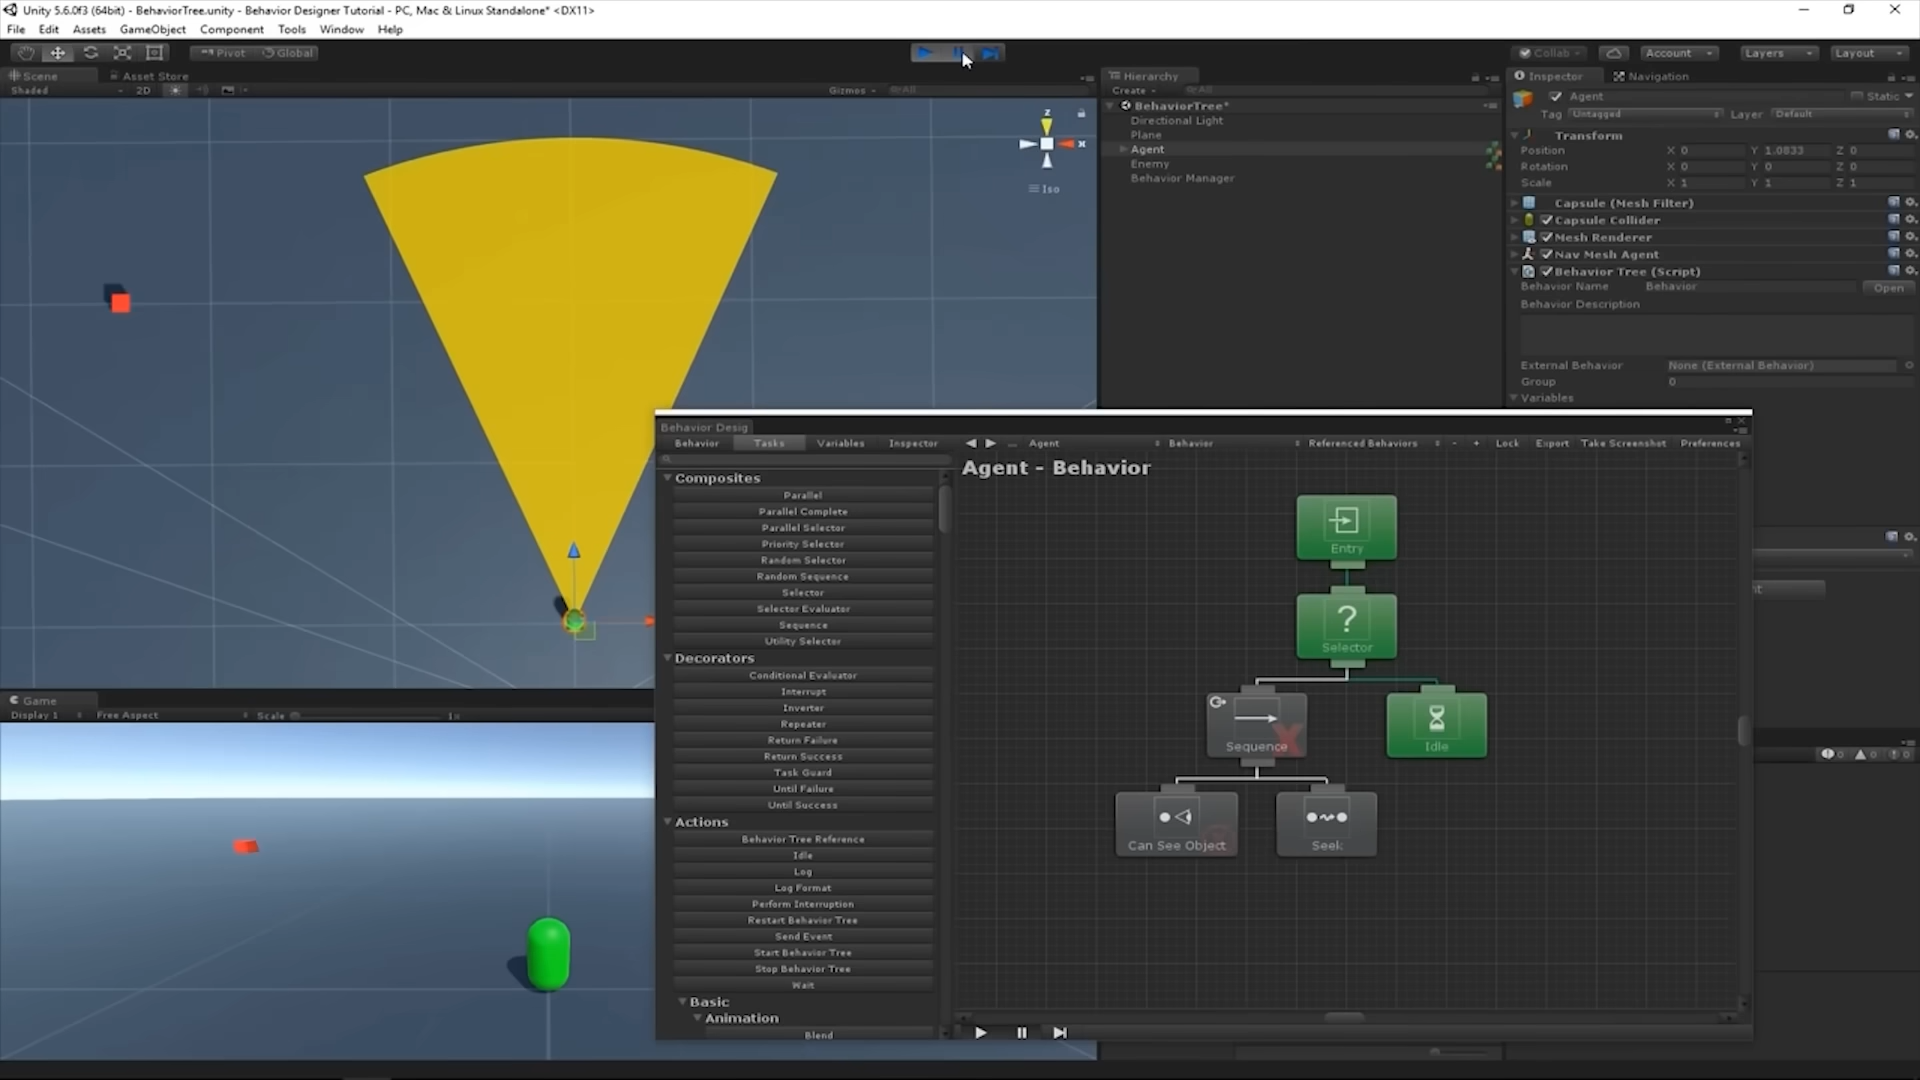 Unity 5.6.0f3 (64bit) - BehaviorTree.unity - Behavior Designer Tutorial - PC, Mac & Linux Standalone* <DX11>
File Edit Assets GameObject Component Tools Window Help
Pivot Global
Collab Account Layers Layout
Scene Asset Store
Shaded 2D Gizmos All
z
x
Iso
Hierarchy
Create All
BehaviorTree*
Directional Light
Plane
Agent
Enemy
Behavior Manager
Inspector Navigation
Agent Static
Tag Untagged Layer Default
Transform
Position X 0 Y 1.0833 Z 0
Rotation X 0 Y 0 Z 0
Scale X 1 Y 1 Z 1
Capsule (Mesh Filter)
Capsule Collider
Mesh Renderer
Nav Mesh Agent
Behavior Tree (Script)
Behavior Name Behavior Open
Behavior Description
External Behavior None (External Behavior)
Group 0
Variables
Game
Display 1 Free Aspect Scale 1x
Behavior Desig
Behavior Tasks Variables Inspector
... Agent Behavior Referenced Behaviors - + Lock Export Take Screenshot Preferences
Composites
Parallel
Parallel Complete
Parallel Selector
Priority Selector
Random Selector
Random Sequence
Selector
Selector Evaluator
Sequence
Utility Selector
Decorators
Conditional Evaluator
Interrupt
Inverter
Repeater
Return Failure
Return Success
Task Guard
Until Failure
Until Success
Actions
Behavior Tree Reference
Idle
Log
Log Format
Perform Interruption
Restart Behavior Tree
Send Event
Start Behavior Tree
Stop Behavior Tree
Wait
Basic
Animation
Blend
Agent - Behavior
Entry
?
Selector
Sequence
Idle
Can See Object
Seek